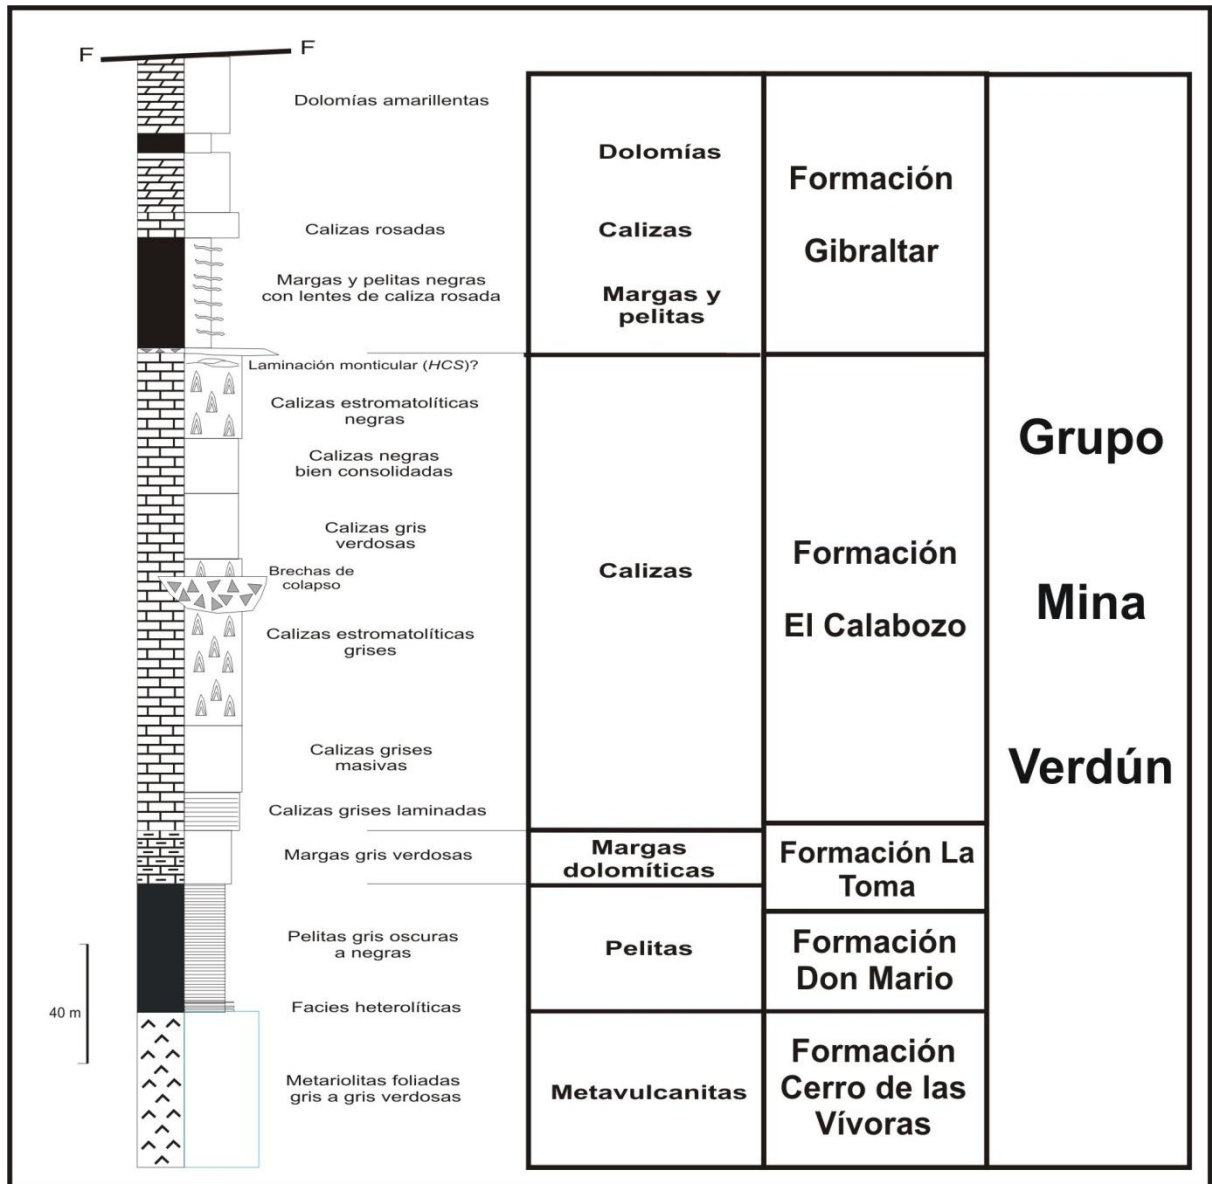 F
F
Dolomías amarillentas
Calizas rosadas
Margas y pelitas negras
con lentes de caliza rosada
Laminación monticular (HCS)?
Calizas estromatolíticas
negras
Calizas negras
bien consolidadas
Calizas gris
verdosas
Brechas de
colapso
Calizas estromatolíticas
grises
Calizas grises
masivas
Calizas grises laminadas
Margas gris verdosas
Pelitas gris oscuras
a negras
Facies heterolíticas
Metariolitas foliadas
gris a gris verdosas
40 m
Dolomías
Calizas
Margas y
pelitas
Calizas
Margas
dolomíticas
Pelitas
Metavulcanitas
Formación
Gibraltar
Formación
El Calabozo
Formación La
Toma
Formación
Don Mario
Formación
Cerro de las
Vívoras
Grupo
Mina
Verdún